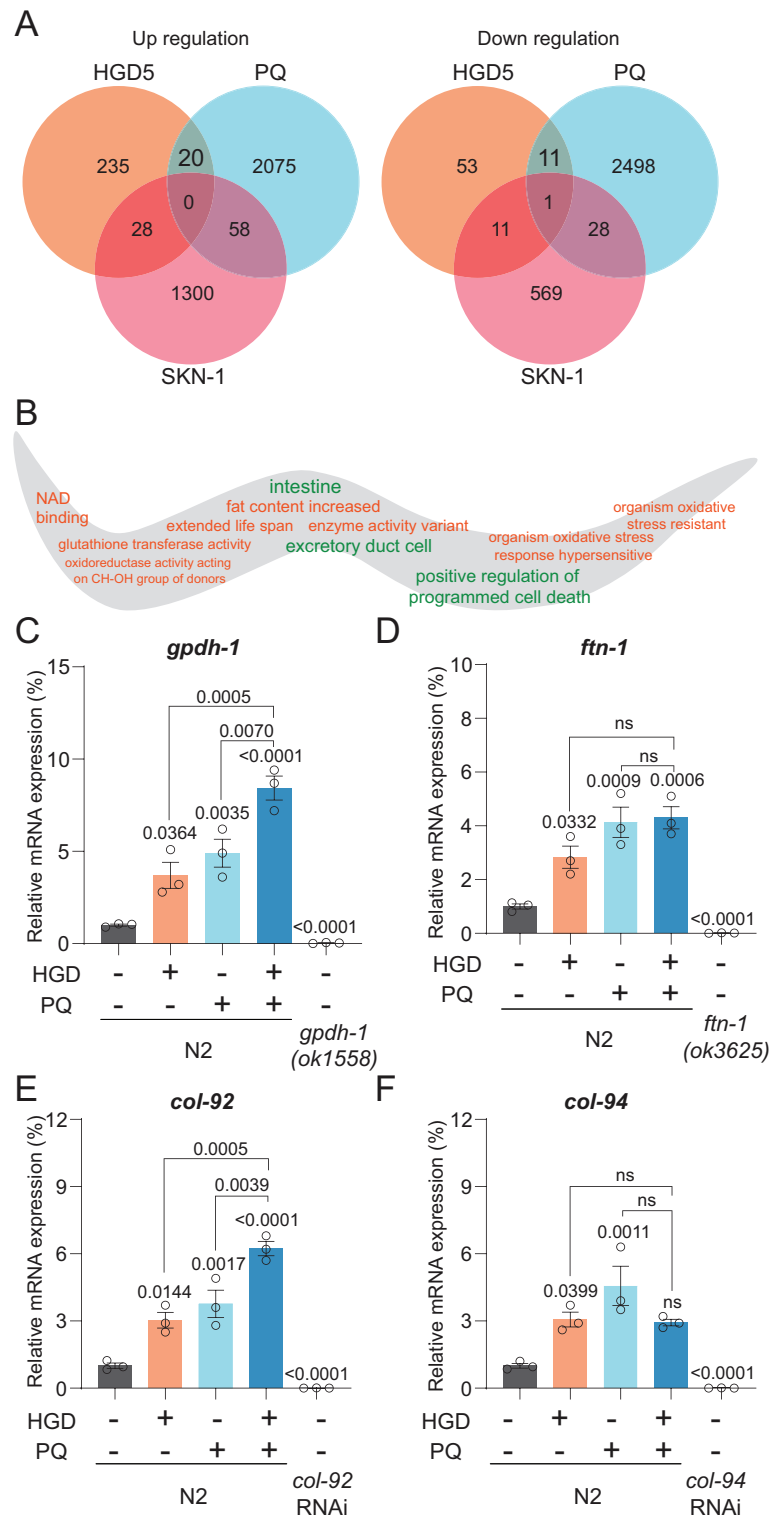 A
Up regulation
Down regulation
HGD5
PQ
HGD5
PQ
235
20
2075
53
11
2498
0
1
28
58
11
28
1300
569
SKN-1
SKN-1
B
NAD
binding
glutathione transferase activity
oxidoreductase activity acting
on CH-OH group of donors
intestine
fat content increased
extended life span
enzyme activity variant
excretory duct cell
organism oxidative stress
response hypersensitive
organism oxidative
stress resistant
positive regulation of
programmed cell death
C
gpdh-1
Relative mRNA expression (%)
15
10
5
0
0.0005
0.0070
<0.0001
0.0364
0.0035
<0.0001
HGD - + - + -
PQ - - + + -
N2
gpdh-1
(ok1558)
D
ftn-1
Relative mRNA expression (%)
10
8
6
4
2
0
ns
ns
0.0009
0.0006
0.0332
<0.0001
HGD - + - + -
PQ - - + + -
N2
ftn-1
(ok3625)
E
col-92
Relative mRNA expression (%)
12
9
6
3
0
0.0005
0.0039
<0.0001
0.0017
0.0144
<0.0001
HGD - + - + -
PQ - - + + -
N2
col-92
RNAi
F
col-94
Relative mRNA expression (%)
12
9
6
3
0
ns
ns
0.0011
0.0399
ns
<0.0001
HGD - + - + -
PQ - - + + -
N2
col-94
RNAi